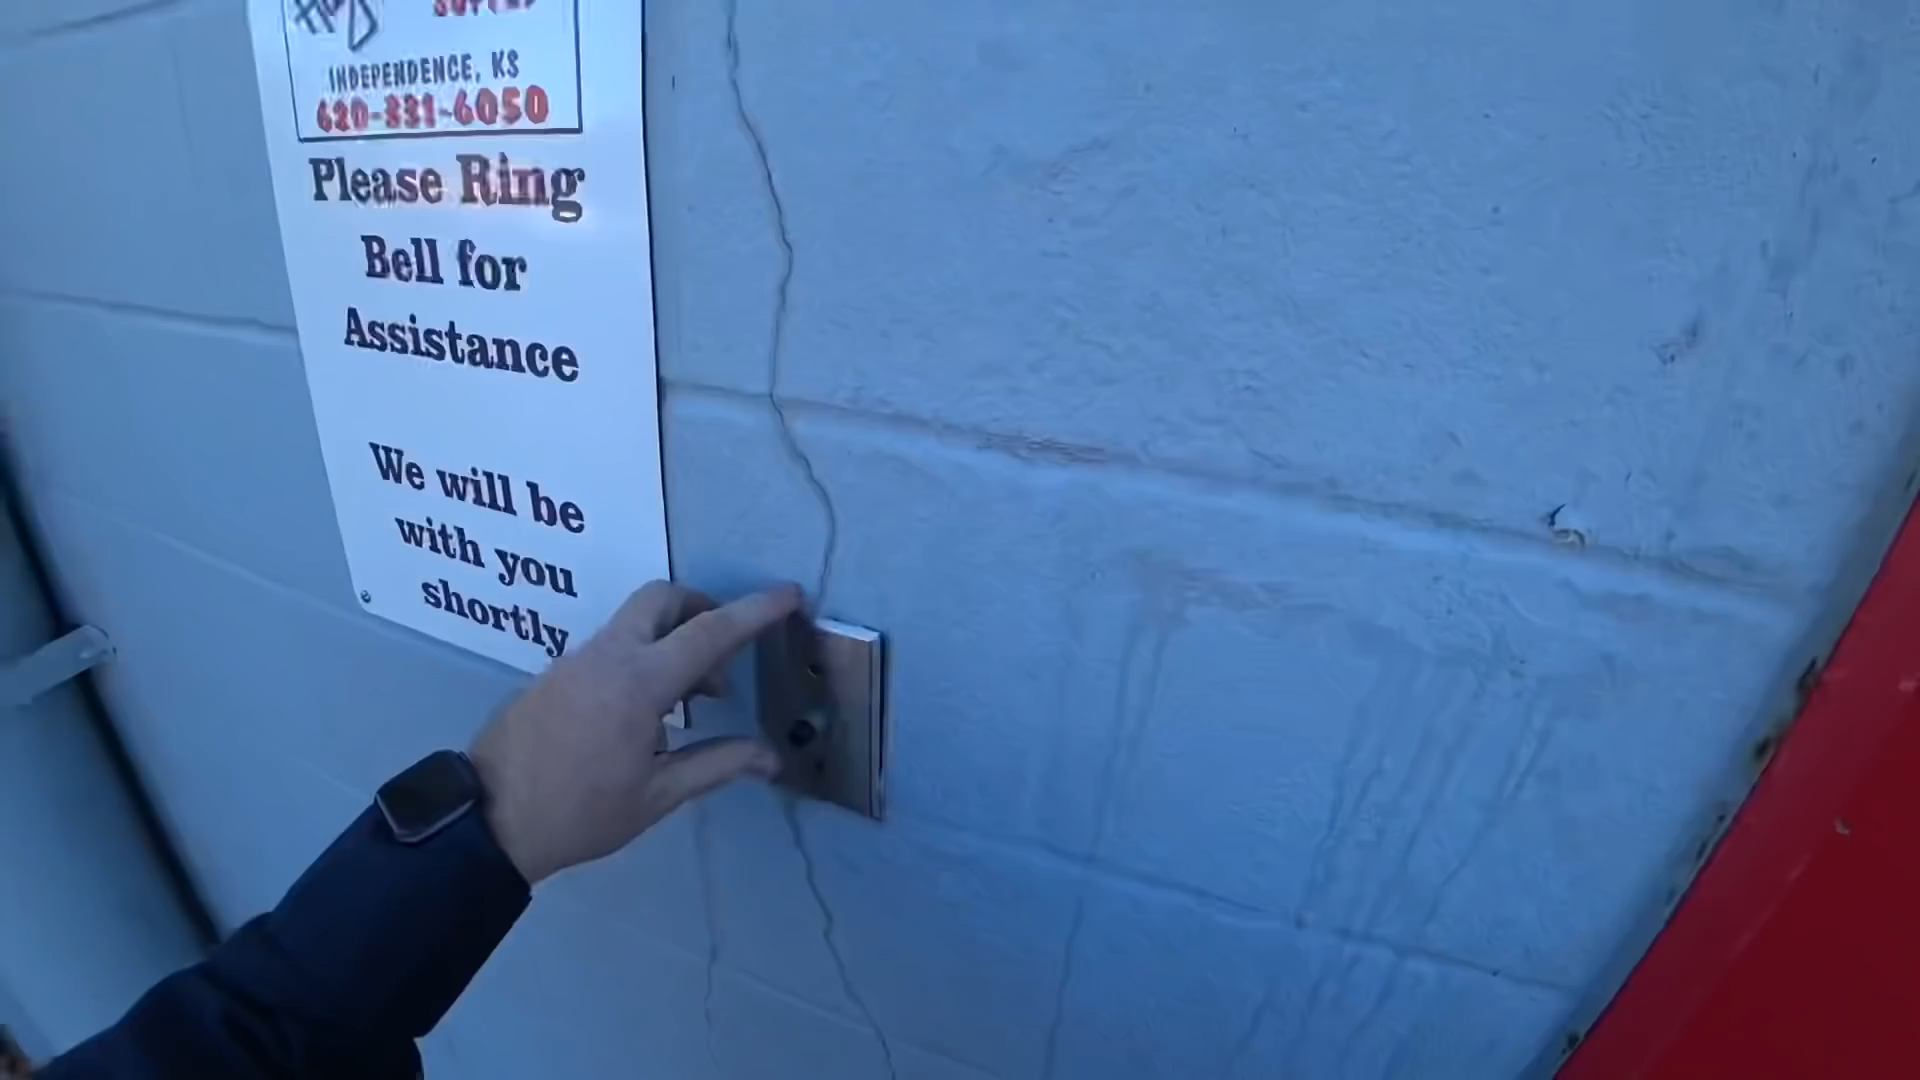 INDEPENDENCE, KS
620-331-6050
Please Ring
Bell for
Assistance
We will be
with you
shortly